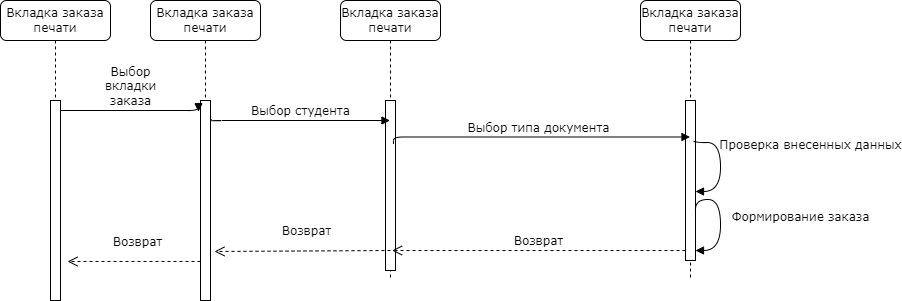 Вкладка заказа
печати
Вкладка заказа
печати
Вкладка заказа
печати
Вкладка заказа
печати
Выбор
вкладки
заказа
Выбор студента
Выбор типа документа
Проверка внесенных данных
Формирование заказа
Возврат
Возврат
Возврат